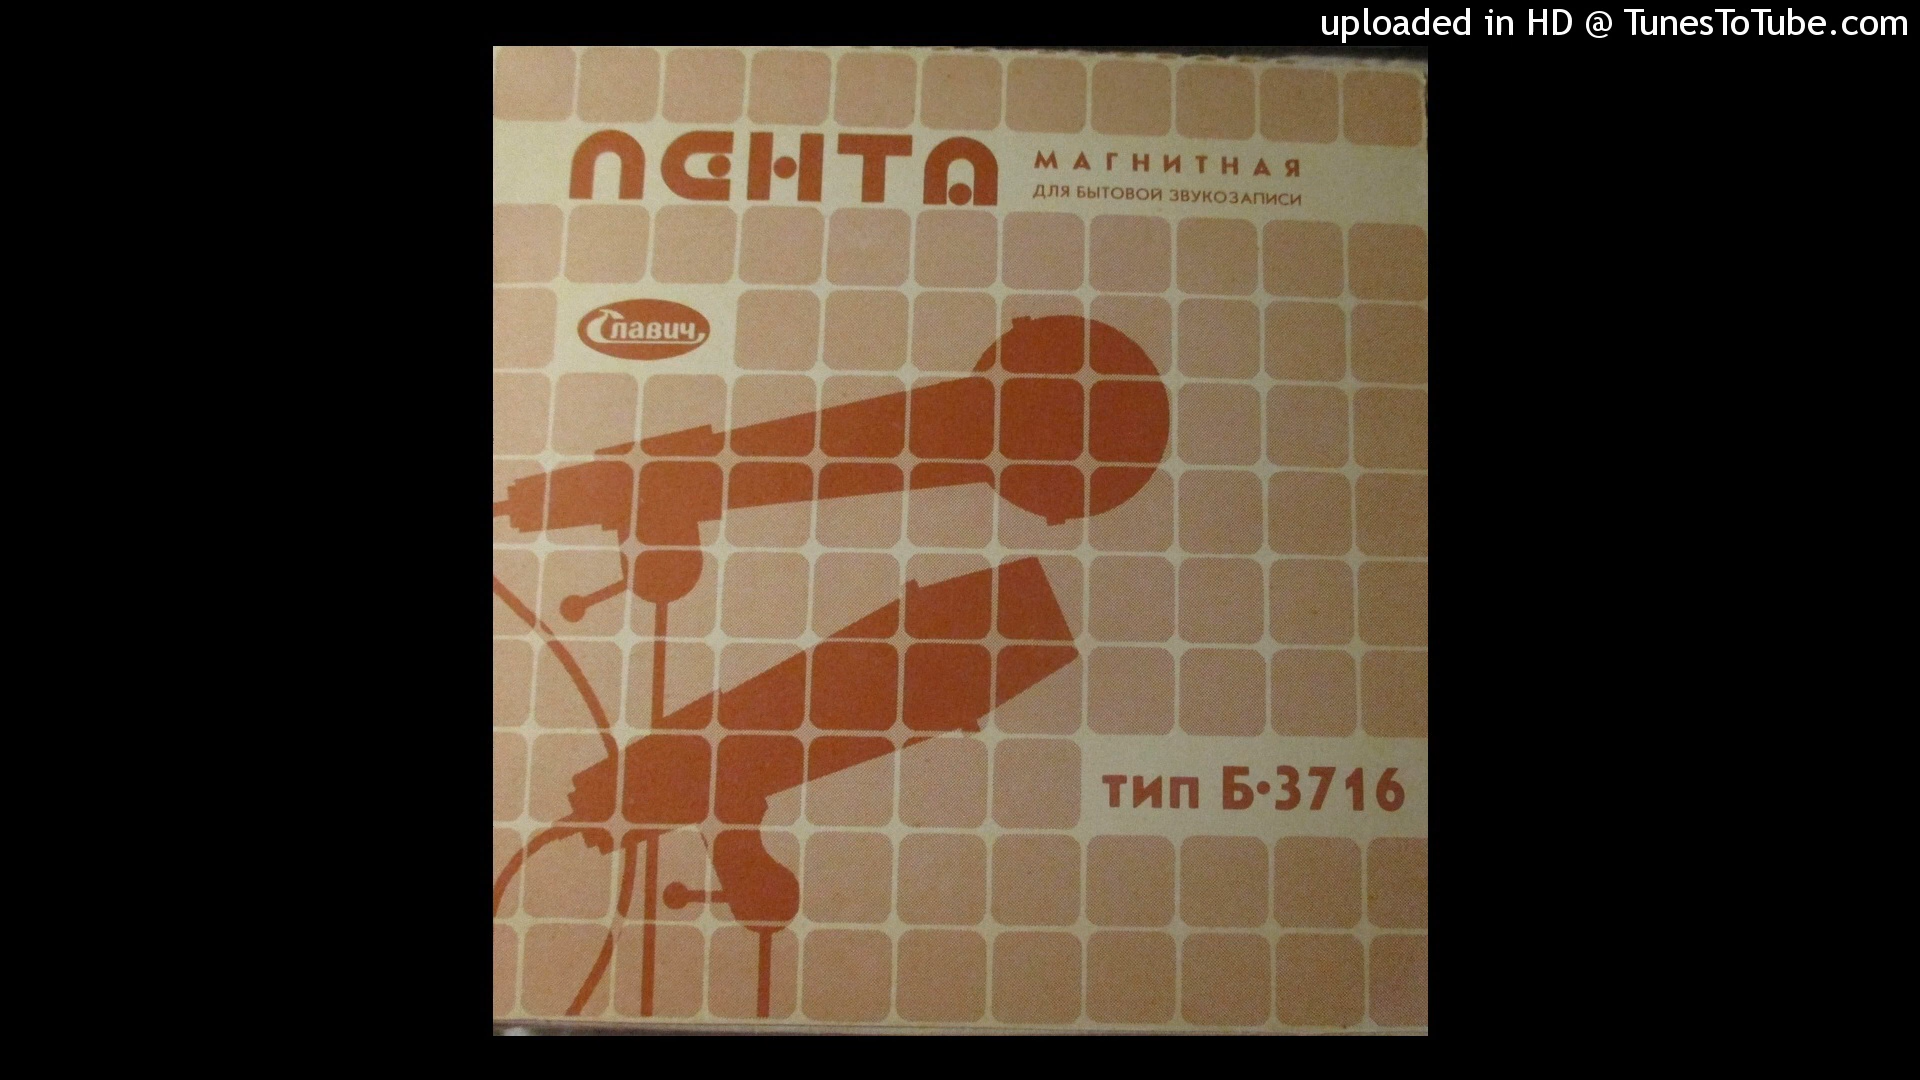 uploaded in HD @ TunesToTube.com
ЛЕНТА
МАГНИТНАЯ
ДЛЯ БЫТОВОЙ ЗВУКОЗАПИСИ
Славич
тип Б•3716